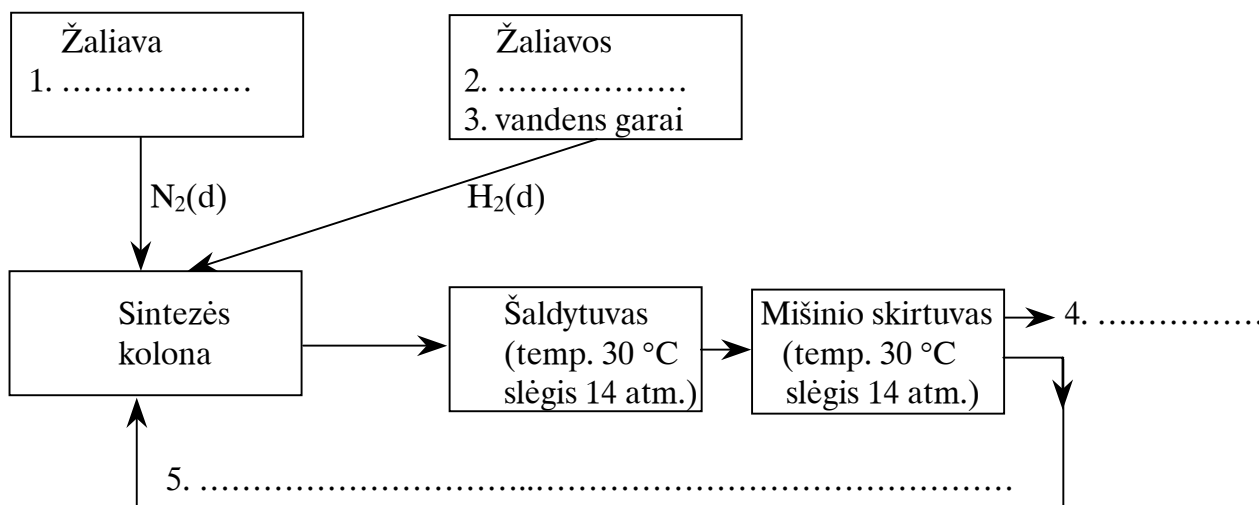 Žaliava
1. ………………
Žaliavos
2. ………………
3. vandens garai
N₂(d)
H₂(d)
Sintezės
kolona
Šaldytuvas
(temp. 30 °C
slėgis 14 atm.)
Mišinio skirtuvas
(temp. 30 °C
slėgis 14 atm.)
4. …..…………
5. …………………………..…………………………………………